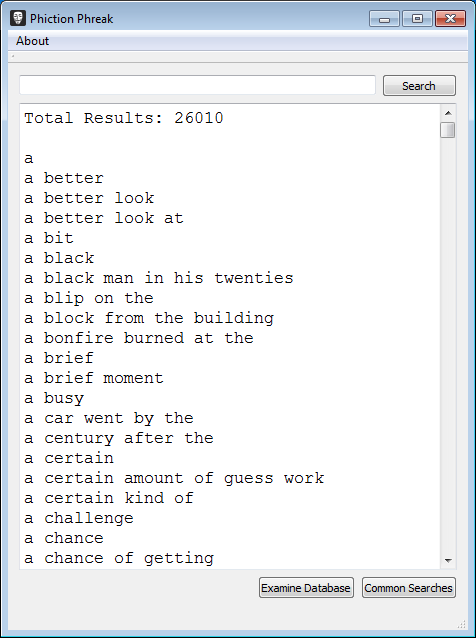 Phiction Phreak
About
Search
Total Results: 26010
a
a better
a better look
a better look at
a bit
a black
a black man in his twenties
a blip on the
a block from the building
a bonfire burned at the
a brief
a brief moment
a busy
a car went by the
a century after the
a certain
a certain amount of guess work
a certain kind of
a challenge
a chance
a chance of getting
Examine Database Common Searches